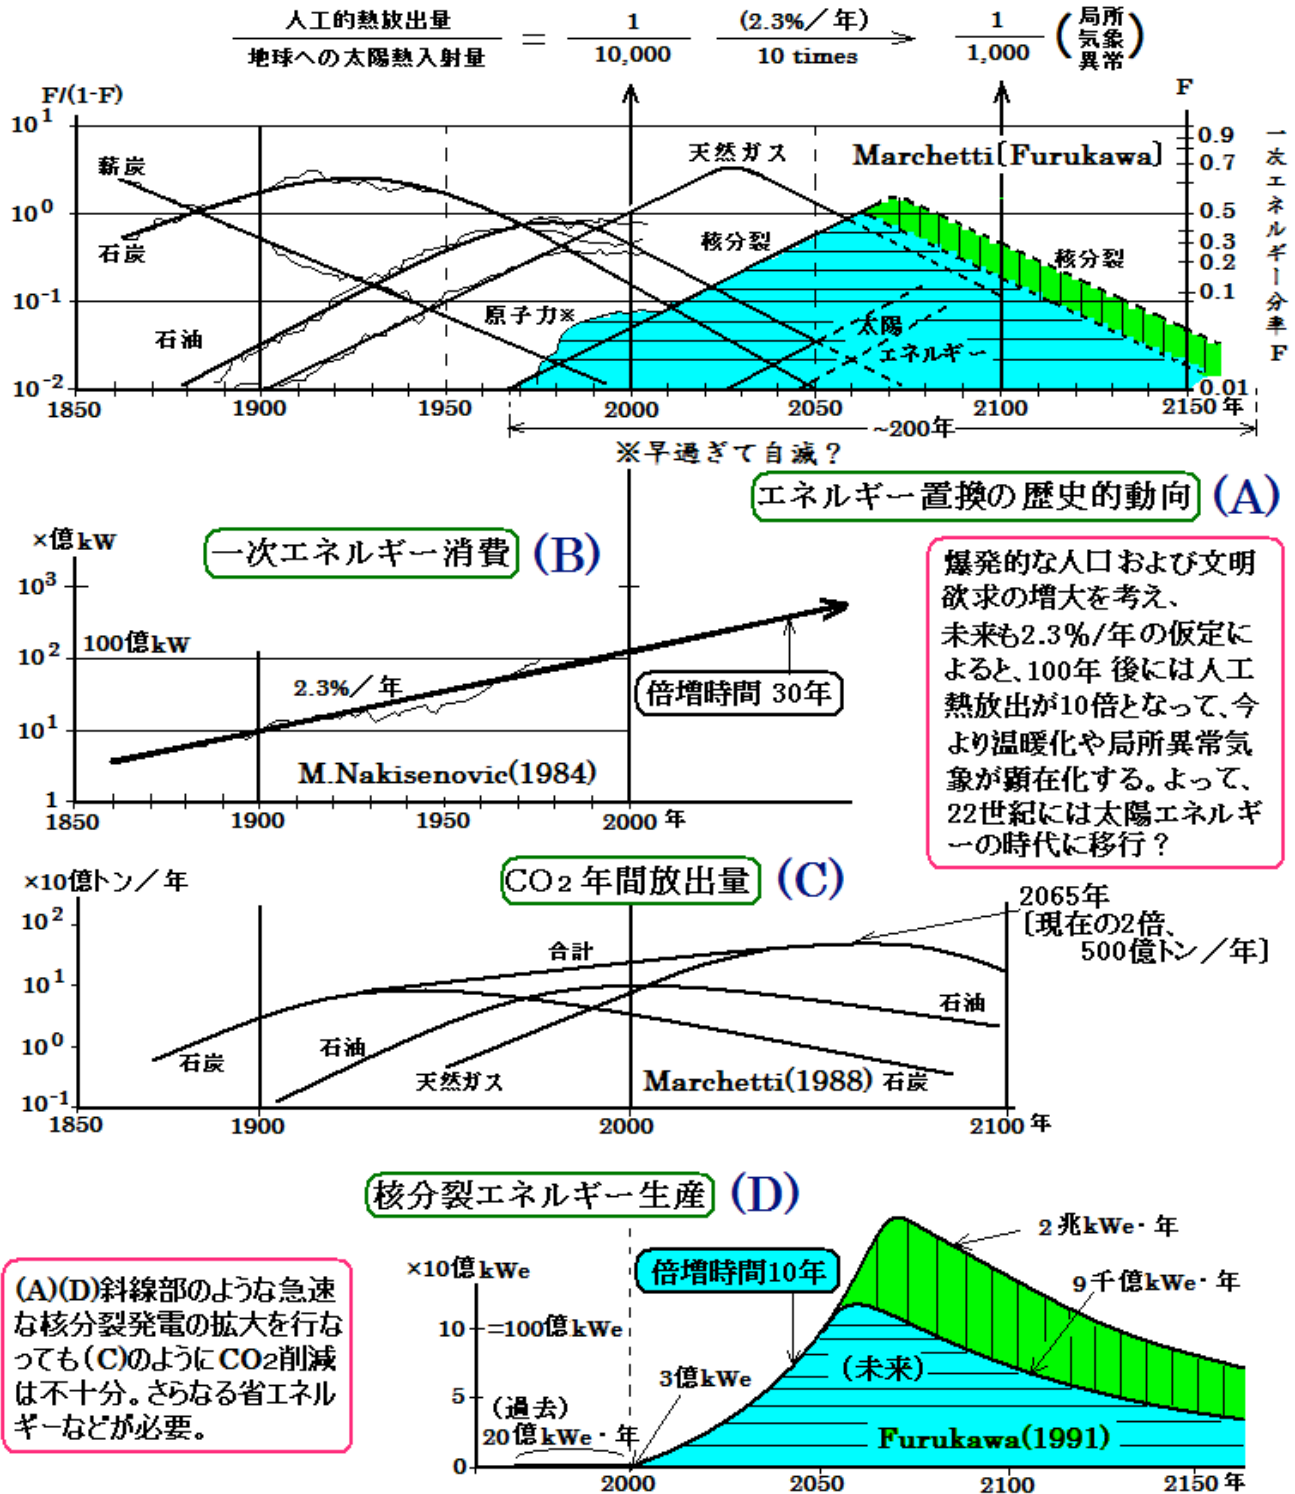 人工的熱放出量
地球への太陽熱入射量
=
1
10,000
(2.3%/年)
10 times
1
1,000
(局所気象異常)
F/(1-F)
F
10¹
10⁰
10⁻¹
10⁻²
薪炭
石炭
石油
原子力※
天然ガス
核分裂
Marchetti〔Furukawa〕
核分裂
太陽
エネルギー
0.9
0.7
0.5
0.3
0.2
0.1
0.01
一次エネルギー分率F
1850
1900
1950
2000
2050
2100
2150年
~200年
※早過ぎて自滅?
エネルギー置換の歴史的動向 (A)
一次エネルギー消費 (B)
×億kW
10³
10²
10¹
1
100億kW
2.3%/年
倍増時間 30年
M.Nakisenovic(1984)
1850
1900
1950
2000 年
爆発的な人口および文明
欲求の増大を考え、
未来も2.3%/年の仮定に
よると、100年 後には人工
熱放出が10倍となって、今
より温暖化や局所異常気
象が顕在化する。よって、
22世紀には太陽エネルギ
ーの時代に移行?
CO₂年間放出量 (C)
×10億トン/年
10²
10¹
10⁰
10⁻¹
合計
石炭
石油
天然ガス
Marchetti(1988)
石炭
石油
2065年
〔現在の2倍、
500億トン/年〕
1850
1900
2000
2100 年
核分裂エネルギー生産 (D)
(A)(D)斜線部のような急速
な核分裂発電の拡大を行な
っても(C)のようにCO₂削減
は不十分。さらなる省エネル
ギーなどが必要。
×10億kWe
10
=100億kWe
5
0
(過去)
20億kWe・年
3億kWe
倍増時間10年
(未来)
Furukawa(1991)
2兆kWe・年
9千億kWe・年
2000
2050
2100
2150年